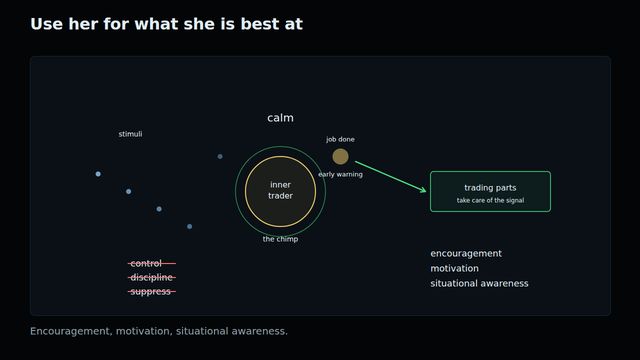 Use her for what she is best at
calm
stimuli
job done
early warning
inner
trader
trading parts
take care of the signal
the chimp
control
discipline
suppress
encouragement
motivation
situational awareness
Encouragement, motivation, situational awareness.